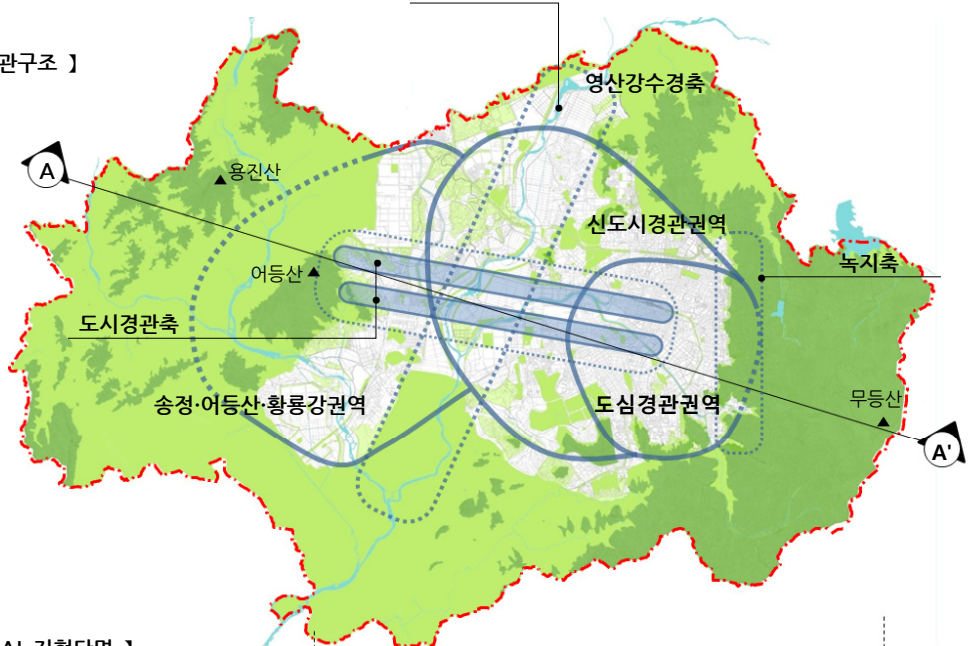 관구조 】
영산강수경축
A
용진산
신도시경관권역
녹지축
어등산
도시경관축
송정·어등산·황룡강권역
도심경관권역
무등산
A'